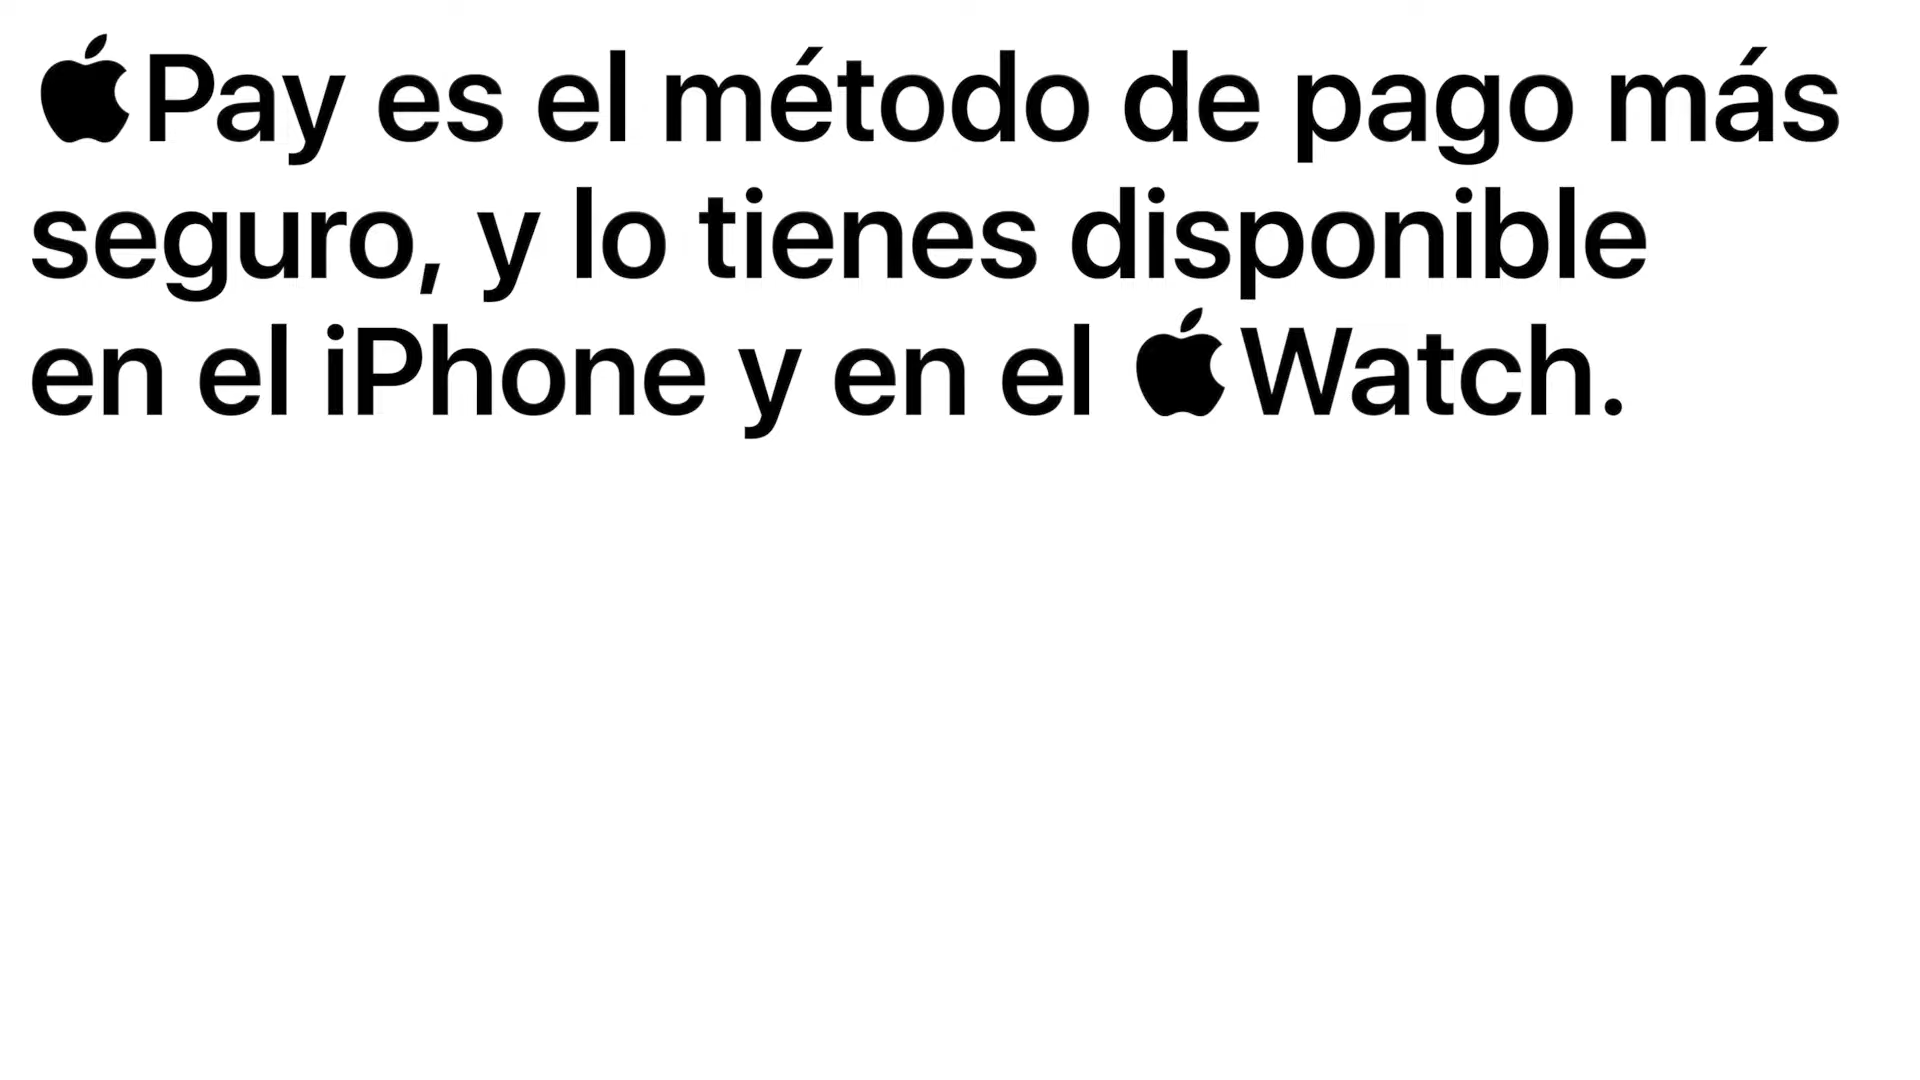 Pay es el método de pago más
seguro, y lo tienes disponible
en el iPhone y en el Watch.